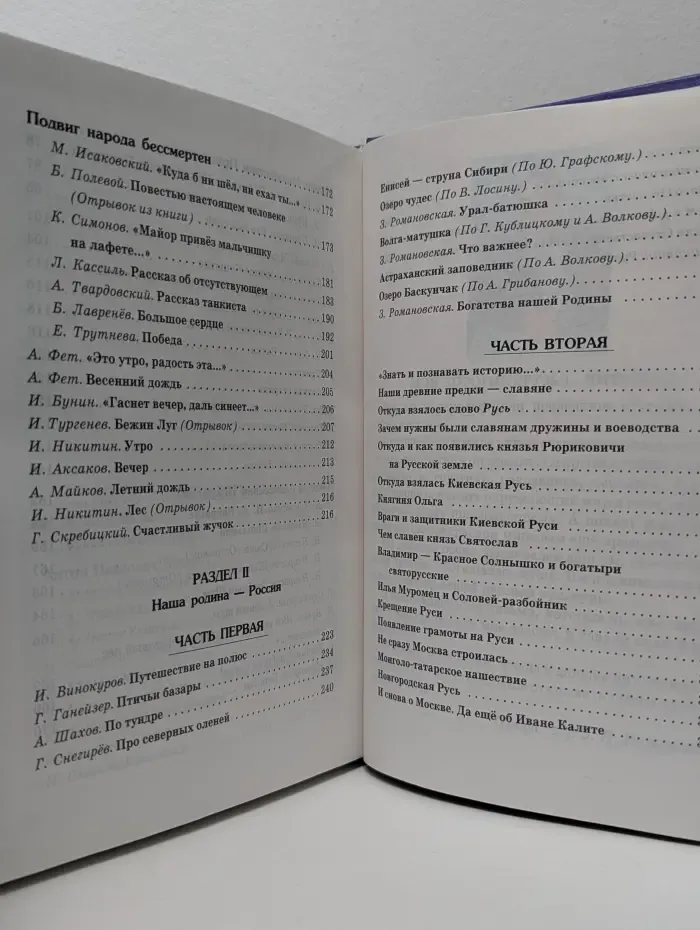 Подвиг народа бессмертен
М. Исаковский. «Куда б ни шёл, ни ехал ты...» 172
Б. Полевой. Повестью настоящем человеке
(Отрывок из книги) 172
К. Симонов. «Майор привёз мальчишку
на лафете...» 173
Л. Кассиль. Рассказ об отсутствующем 181
А. Твардовский. Рассказ танкиста 183
Б. Лавренёв. Большое сердце 190
Е. Трутнева. Победа 192
А. Фет. «Это утро, радость эта...» 201
А. Фет. Весенний дождь 204
И. Бунин. «Гаснет вечер, даль синеет...» 205
И. Тургенев. Бежин Луг (Отрывок) 206
И. Никитин. Утро 207
И. Аксаков. Вечер 212
А. Майков. Летний дождь 213
И. Никитин. Лес (Отрывок) 215
Г. Скребицкий. Счастливый жучок 216
216
РАЗДЕЛ II
Наша родина — Россия
ЧАСТЬ ПЕРВАЯ
И. Винокуров. Путешествие на полюс 223
Г. Ганейзер. Птичьи базары 234
А. Шахов. По тундре 237
Г. Снегирёв. Про северных оленей 240
Енисей — струна Сибири (По Ю. Графскому.)
Озеро чудес (По В. Лосину.)
З. Романовская. Урал-батюшка
Волга-матушка (По Г. Кублицкому и А. Волкову.)
З. Романовская. Что важнее?
Астраханский заповедник (По А. Волкову.)
Озеро Баскунчак (По А. Грибанову.)
З. Романовская. Богатства нашей Родины
ЧАСТЬ ВТОРАЯ
«Знать и познавать историю...»
Наши древние предки — славяне
Откуда взялось слово Русь
Зачем нужны были славянам дружины и воеводства
Откуда и как появились князья Рюриковичи
на Русской земле
Откуда взялась Киевская Русь
Княгиня Ольга
Враги и защитники Киевской Руси
Чем славен князь Святослав
Владимир — Красное Солнышко и богатыри
святорусские
Илья Муромец и Соловей-разбойник
Крещение Руси
Появление грамоты на Руси
Не сразу Москва строилась
Монголо-татарское нашествие
Новгородская Русь
И снова о Москве. Да ещё об Иване Калите